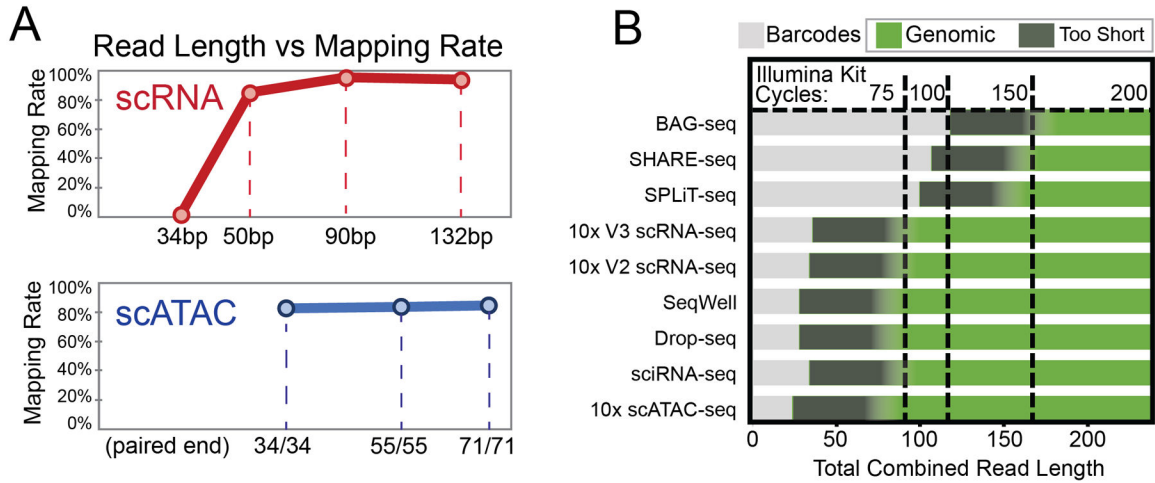 A
Read Length vs Mapping Rate
Mapping Rate
100%
80%
60%
40%
20%
0%
scRNA
34bp
50bp
90bp
132bp
Mapping Rate
100%
80%
60%
40%
20%
0%
scATAC
(paired end)
34/34
55/55
71/71
B
Barcodes
Genomic
Too Short
Illumina Kit
Cycles: 75 100 150 200
BAG-seq
SHARE-seq
SPLiT-seq
10x V3 scRNA-seq
10x V2 scRNA-seq
SeqWell
Drop-seq
sciRNA-seq
10x scATAC-seq
0 50 100 150 200
Total Combined Read Length